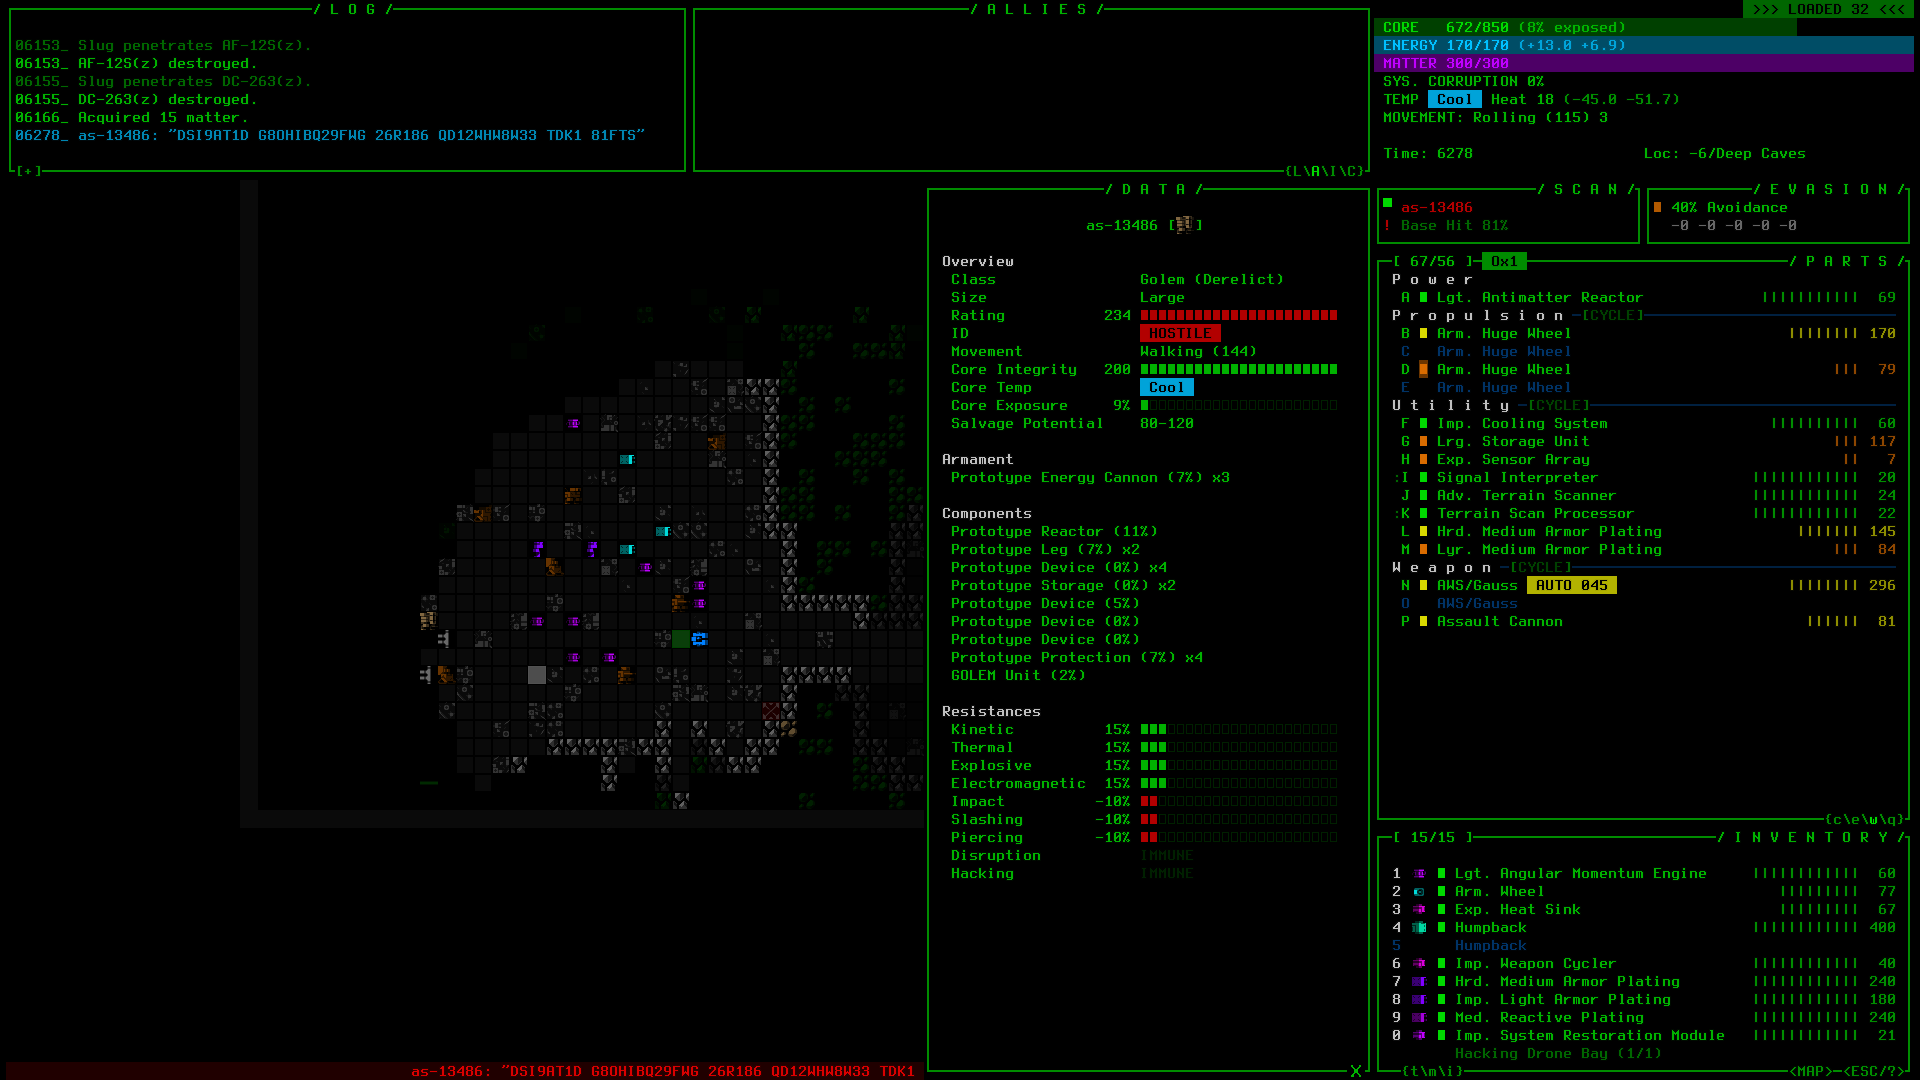 / L O G /
06153_ Slug penetrates AF-12S(z).
06153_ AF-12S(z) destroyed.
06155_ Slug penetrates DC-263(z).
06155_ DC-263(z) destroyed.
06166_ Acquired 15 matter.
06278_ as-13486: "DSI9AT1D G8OHIBQ29FWG 26R186 QD12WHW8W33 TDK1 81FTS"
[+]
/ A L L I E S /
(L\A\I\C)
>>> LOADED 32 <<<
CORE 672/850 (8% exposed)
ENERGY 170/170 (+13.0 +6.9)
MATTER 300/300
SYS. CORRUPTION 0%
TEMP Cool Heat 18 (-45.0 -51.7)
MOVEMENT: Rolling (115) 3
Time: 6278 Loc: -6/Deep Caves
/ S C A N /
as-13486
! Base Hit 81%
/ E V A S I O N /
40% Avoidance
-0 -0 -0 -0 -0
/ D A T A /
as-13486 [ ]
Overview
Class Golem (Derelict)
Size Large
Rating 234
ID HOSTILE
Movement Walking (144)
Core Integrity 200
Core Temp Cool
Core Exposure 9%
Salvage Potential 80-120
Armament
Prototype Energy Cannon (7%) x3
Components
Prototype Reactor (11%)
Prototype Leg (7%) x2
Prototype Device (0%) x4
Prototype Storage (0%) x2
Prototype Device (5%)
Prototype Device (0%)
Prototype Device (0%)
Prototype Protection (7%) x4
GOLEM Unit (2%)
Resistances
Kinetic 15%
Thermal 15%
Explosive 15%
Electromagnetic 15%
Impact -10%
Slashing -10%
Piercing -10%
Disruption IMMUNE
Hacking IMMUNE
X
[ 67/56 ] 0x1 / P A R T S /
P o w e r
A Lgt. Antimatter Reactor 69
P r o p u l s i o n [CYCLE]
B Arm. Huge Wheel 170
C Arm. Huge Wheel
D Arm. Huge Wheel 79
E Arm. Huge Wheel
U t i l i t y [CYCLE]
F Imp. Cooling System 60
G Lrg. Storage Unit 117
H Exp. Sensor Array 7
:I Signal Interpreter 20
J Adv. Terrain Scanner 24
:K Terrain Scan Processor 22
L Hrd. Medium Armor Plating 145
M Lyr. Medium Armor Plating 84
W e a p o n [CYCLE]
N AWS/Gauss AUTO 045 296
O AWS/Gauss
P Assault Cannon 81
(c\e\w\q)
[ 15/15 ] / I N V E N T O R Y /
1 Lgt. Angular Momentum Engine 60
2 Arm. Wheel 77
3 Exp. Heat Sink 67
4 Humpback 400
5 Humpback
6 Imp. Weapon Cycler 40
7 Hrd. Medium Armor Plating 240
8 Imp. Light Armor Plating 180
9 Med. Reactive Plating 240
0 Imp. System Restoration Module 21
Hacking Drone Bay (1/1)
(t\m\i) <MAP> <ESC/?>
as-13486: "DSI9AT1D G8OHIBQ29FWG 26R186 QD12WHW8W33 TDK1